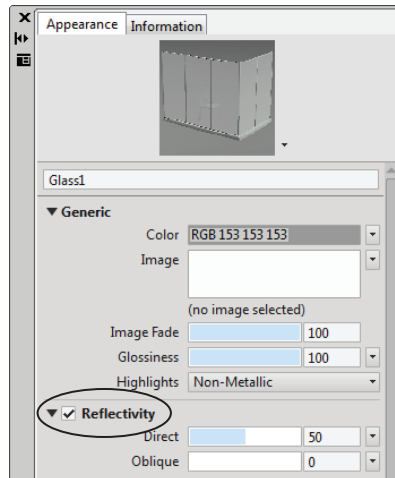 Appearance Information
Glass1
Generic
Color RGB 153 153 153
Image
(no image selected)
Image Fade 100
Glossiness 100
Highlights Non-Metallic
Reflectivity
Direct 50
Oblique 0